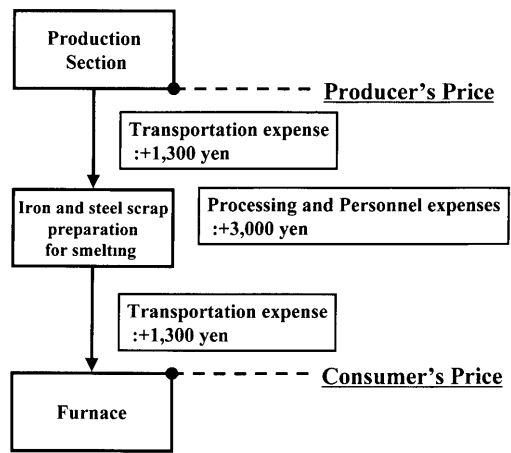 Production
Section
Producer's Price
Transportation expense
:+1,300 yen
Iron and steel scrap
preparation
for smelting
Processing and Personnel expenses
:+3,000 yen
Transportation expense
:+1,300 yen
Consumer's Price
Furnace